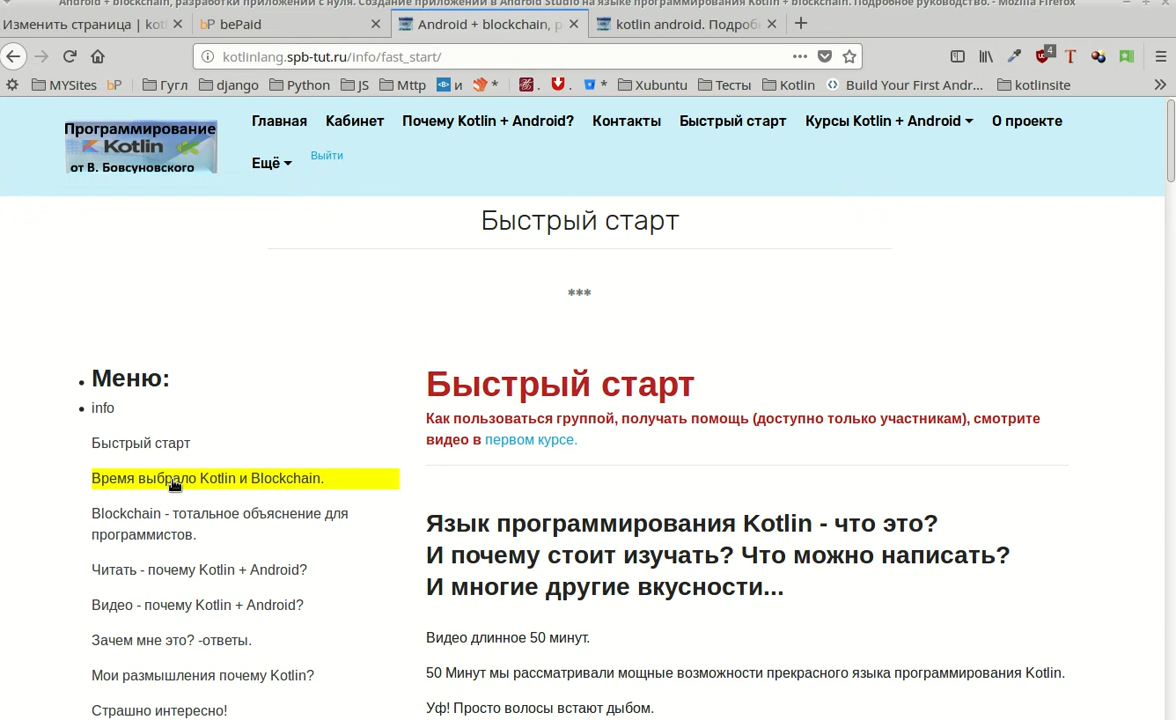 Android + blockchain, разработки приложений с нуля. Создание приложений в Android Studio на языке программирования Kotlin + blockchain. Подробное руководство. - Mozilla Firefox
Изменить страница | kot
bePaid
Android + blockchain, р
kotlin android. Подроб
kotlinlang.spb-tut.ru/info/fast_start/
4
MYSites
Гугл
django
Python
JS
Mttp
и
*
.
.
*
Xubuntu
Тесты
Kotlin
Build Your First Andr...
kotlinsite
Программирование
Kotlin
от В. Бовсуновского
Главная
Кабинет
Почему Kotlin + Android?
Контакты
Быстрый старт
Курсы Kotlin + Android
О проекте
Ещё
Выйти
Быстрый старт
***
Меню:
info
Быстрый старт
Время выбрало Kotlin и Blockchain.
Blockchain - тотальное объяснение для
программистов.
Читать - почему Kotlin + Android?
Видео - почему Kotlin + Android?
Зачем мне это? -ответы.
Мои размышления почему Kotlin?
Страшно интересно!
Быстрый старт
Как пользоваться группой, получать помощь (доступно только участникам), смотрите
видео в первом курсе.
Язык программирования Kotlin - что это?
И почему стоит изучать? Что можно написать?
И многие другие вкусности...
Видео длинное 50 минут.
50 Минут мы рассматривали мощные возможности прекрасного языка программирования Kotlin.
Уф! Просто волосы встают дыбом.